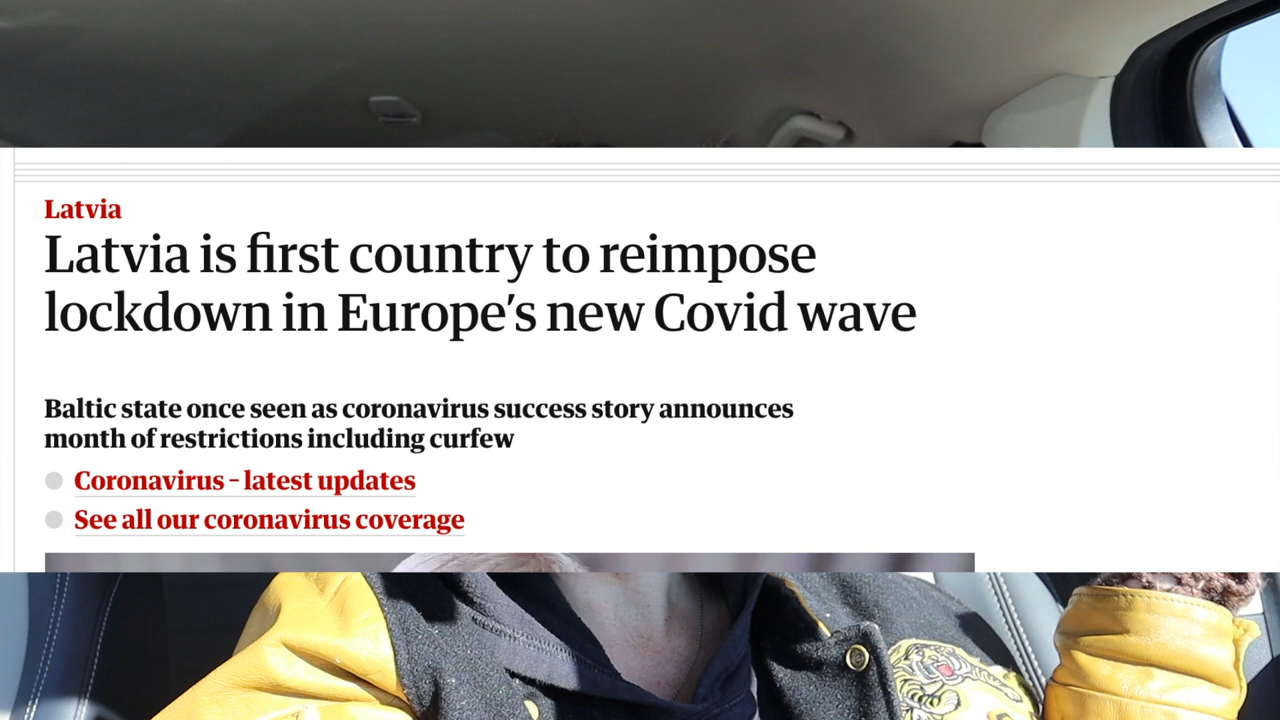 Latvia
Latvia is first country to reimpose
lockdown in Europe’s new Covid wave
Baltic state once seen as coronavirus success story announces
month of restrictions including curfew
Coronavirus – latest updates
See all our coronavirus coverage